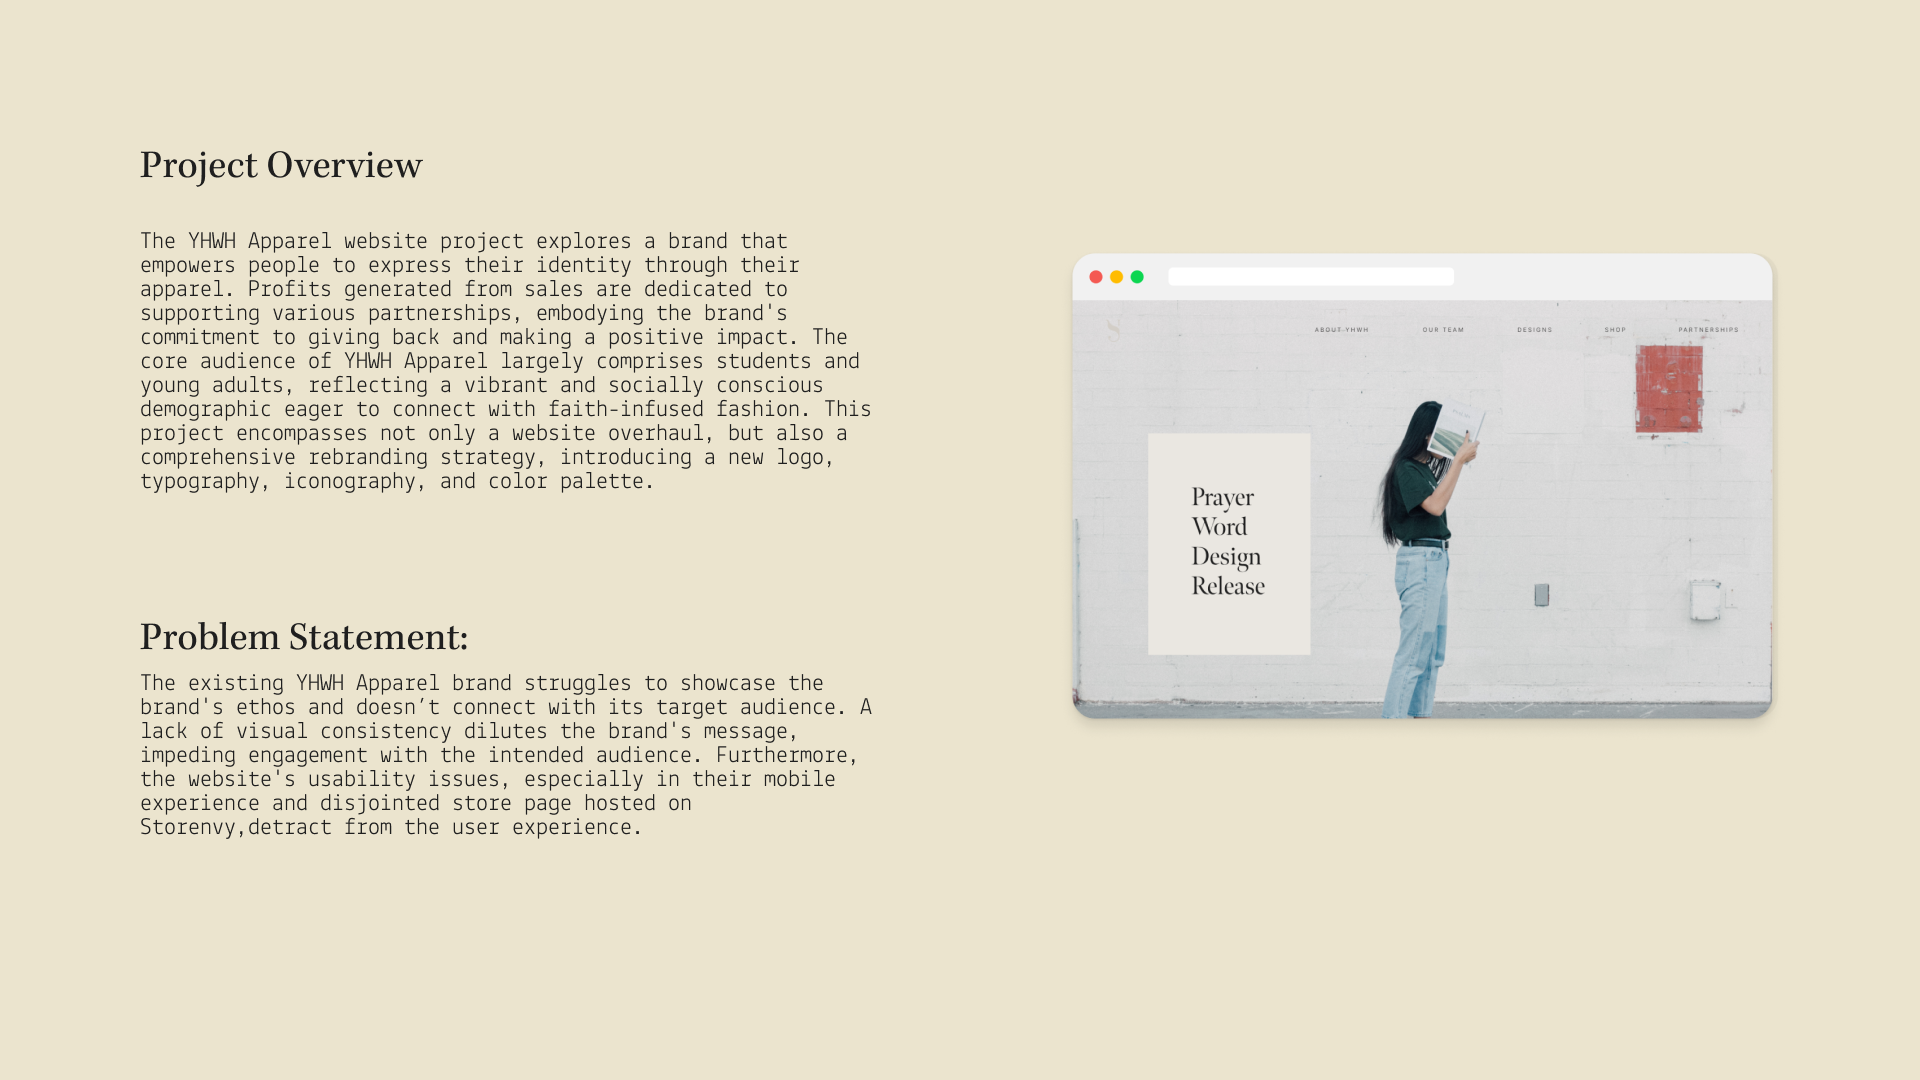 Project Overview
The YHWH Apparel website project explores a brand that
empowers people to express their identity through their
apparel. Profits generated from sales are dedicated to
supporting various partnerships, embodying the brand's
commitment to giving back and making a positive impact. The
core audience of YHWH Apparel largely comprises students and
young adults, reflecting a vibrant and socially conscious
demographic eager to connect with faith-infused fashion. This
project encompasses not only a website overhaul, but also a
comprehensive rebranding strategy, introducing a new logo,
typography, iconography, and color palette.
Problem Statement:
The existing YHWH Apparel brand struggles to showcase the
brand's ethos and doesn’t connect with its target audience. A
lack of visual consistency dilutes the brand's message,
impeding engagement with the intended audience. Furthermore,
the website's usability issues, especially in their mobile
experience and disjointed store page hosted on
Storenvy,detract from the user experience.
ABOUT YHWH OUR TEAM DESIGNS SHOP PARTNERSHIPS
Prayer
Word
Design
Release